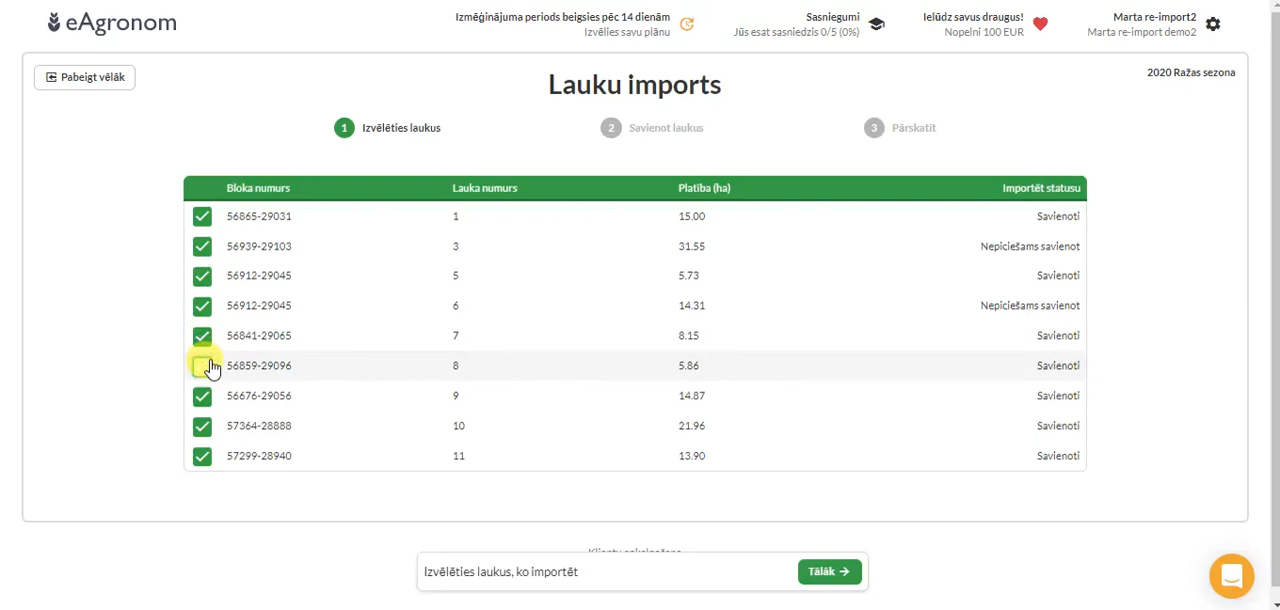 eAgronom
Izmēģinājuma periods beigsies pēc 14 dienām
Izvēlies savu plānu
Sasniegumi
Jūs esat sasniedzis 0/5 (0%)
Ielūdz savus draugus!
Nopelni 100 EUR
Marta re-import2
Marta re-import demo2
Pabeigt vēlāk
Lauku imports
2020 Ražas sezona
1 Izvēlēties laukus
2 Savienot laukus
3 Pārskatīt
Bloka numurs Lauka numurs Platība (ha) Importēt statusu
56865-29031 1 15.00 Savienoti
56939-29103 3 31.55 Nepiciešams savienot
56912-29045 5 5.73 Savienoti
56912-29045 6 14.31 Nepiciešams savienot
56841-29065 7 8.15 Savienoti
56859-29096 8 5.86 Savienoti
56676-29056 9 14.87 Savienoti
57364-28888 10 21.96 Savienoti
57299-28940 11 13.90 Savienoti
Izvēlēties laukus, ko importēt
Tālāk →